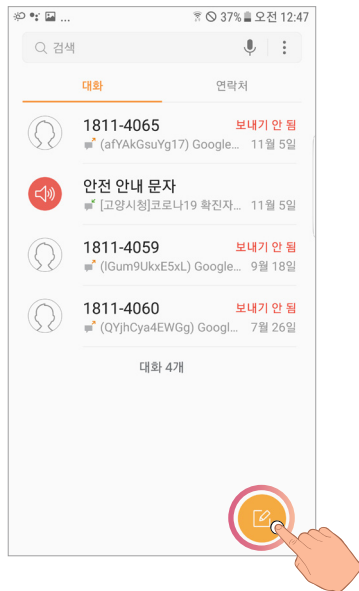 ... 37% 오전 12:47
검색
대화 연락처
1811-4065 보내기 안 됨
(afYAkGsuYg17) Google... 11월 5일
안전 안내 문자
[고양시청]코로나19 확진자... 11월 5일
1811-4059 보내기 안 됨
(IGum9UkxE5xL) Google... 9월 18일
1811-4060 보내기 안 됨
(QYjhCya4EWGg) Googl... 7월 26일
대화 4개